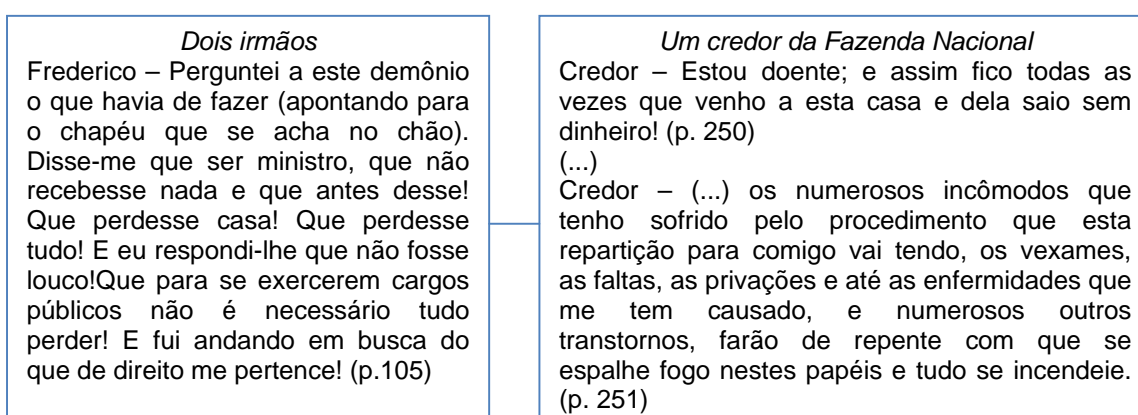 Dois irmãos
Frederico – Perguntei a este demônio
o que havia de fazer (apontando para
o chapéu que se acha no chão).
Disse-me que ser ministro, que não
recebesse nada e que antes desse!
Que perdesse casa! Que perdesse
tudo! E eu respondi-lhe que não fosse
louco!Que para se exercerem cargos
públicos não é necessário tudo
perder! E fui andando em busca do
que de direito me pertence! (p.105)
Um credor da Fazenda Nacional
Credor – Estou doente; e assim fico todas as
vezes que venho a esta casa e dela saio sem
dinheiro! (p. 250)
(...)
Credor – (...) os numerosos incômodos que
tenho sofrido pelo procedimento que esta
repartição para comigo vai tendo, os vexames,
as faltas, as privações e até as enfermidades que
me tem causado, e numerosos outros
transtornos, farão de repente com que se
espalhe fogo nestes papéis e tudo se incendeie.
(p. 251)